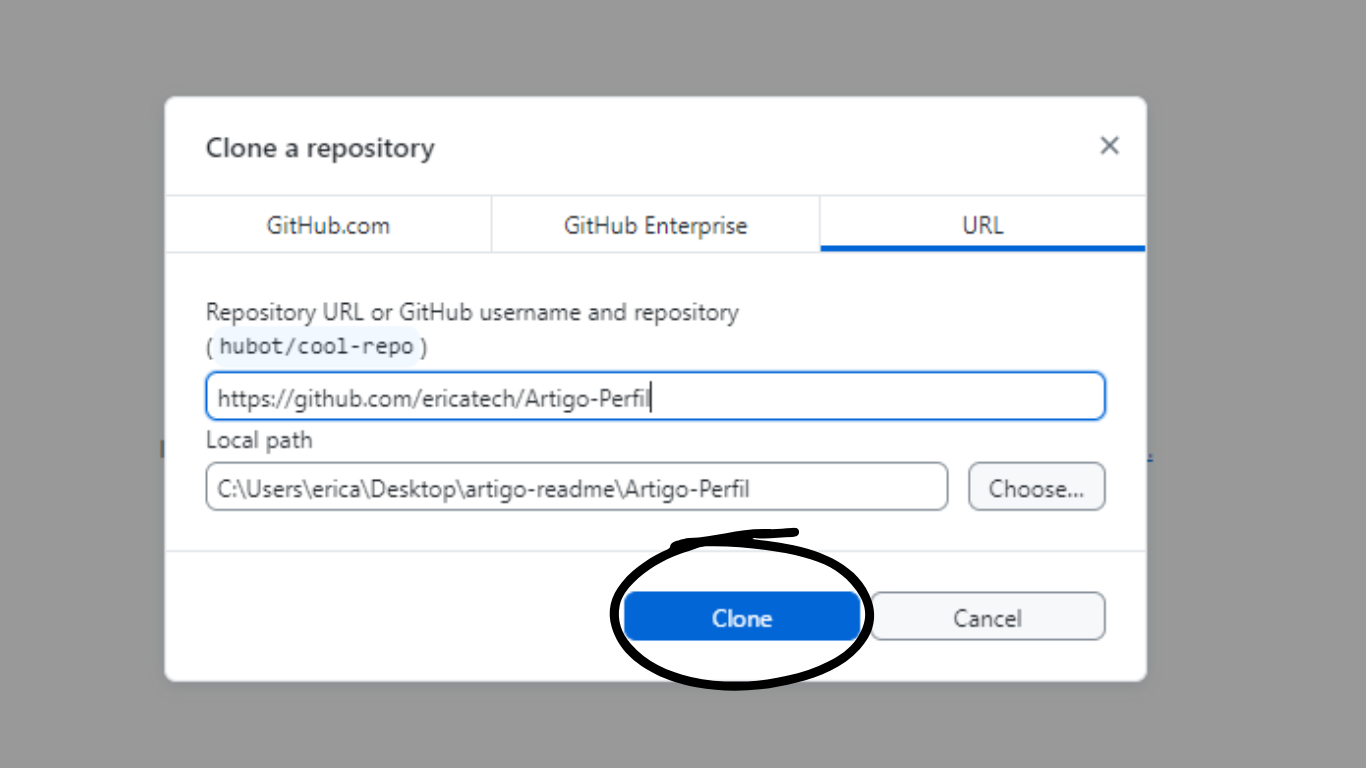 Clone a repository
GitHub.com
GitHub Enterprise
URL
Repository URL or GitHub username and repository
( hubot/cool-repo )
https://github.com/ericatech/Artigo-Perfil
Local path
C:\Users\erica\Desktop\artigo-readme\Artigo-Perfil
Choose...
Clone
Cancel